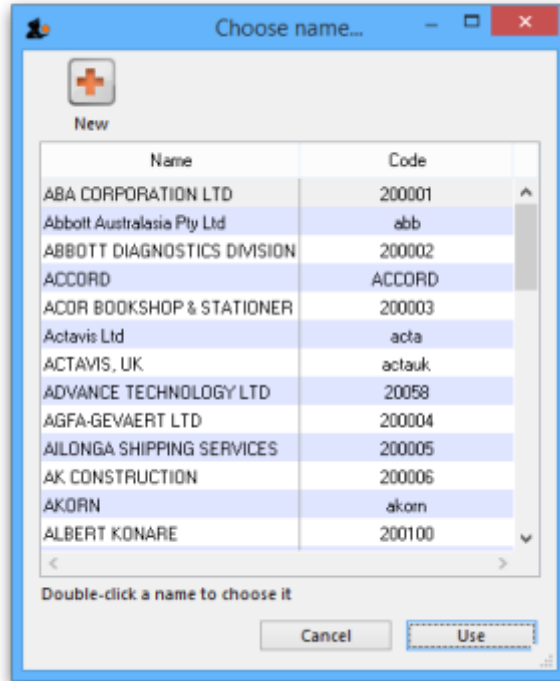 Choose name...
New
Name Code
ABA CORPORATION LTD 200001
Abbott Australasia Pty Ltd abb
ABBOTT DIAGNOSTICS DIVISION 200002
ACCORD ACCORD
ACOR BOOKSHOP & STATIONER 200003
Actavis Ltd acta
ACTAVIS, UK actauk
ADVANCE TECHNOLOGY LTD 20058
AGFA-GEVAERT LTD 200004
AILONGA SHIPPING SERVICES 200005
AK CONSTRUCTION 200006
AKORN akorn
ALBERT KONARE 200100
Double-click a name to choose it
Cancel Use